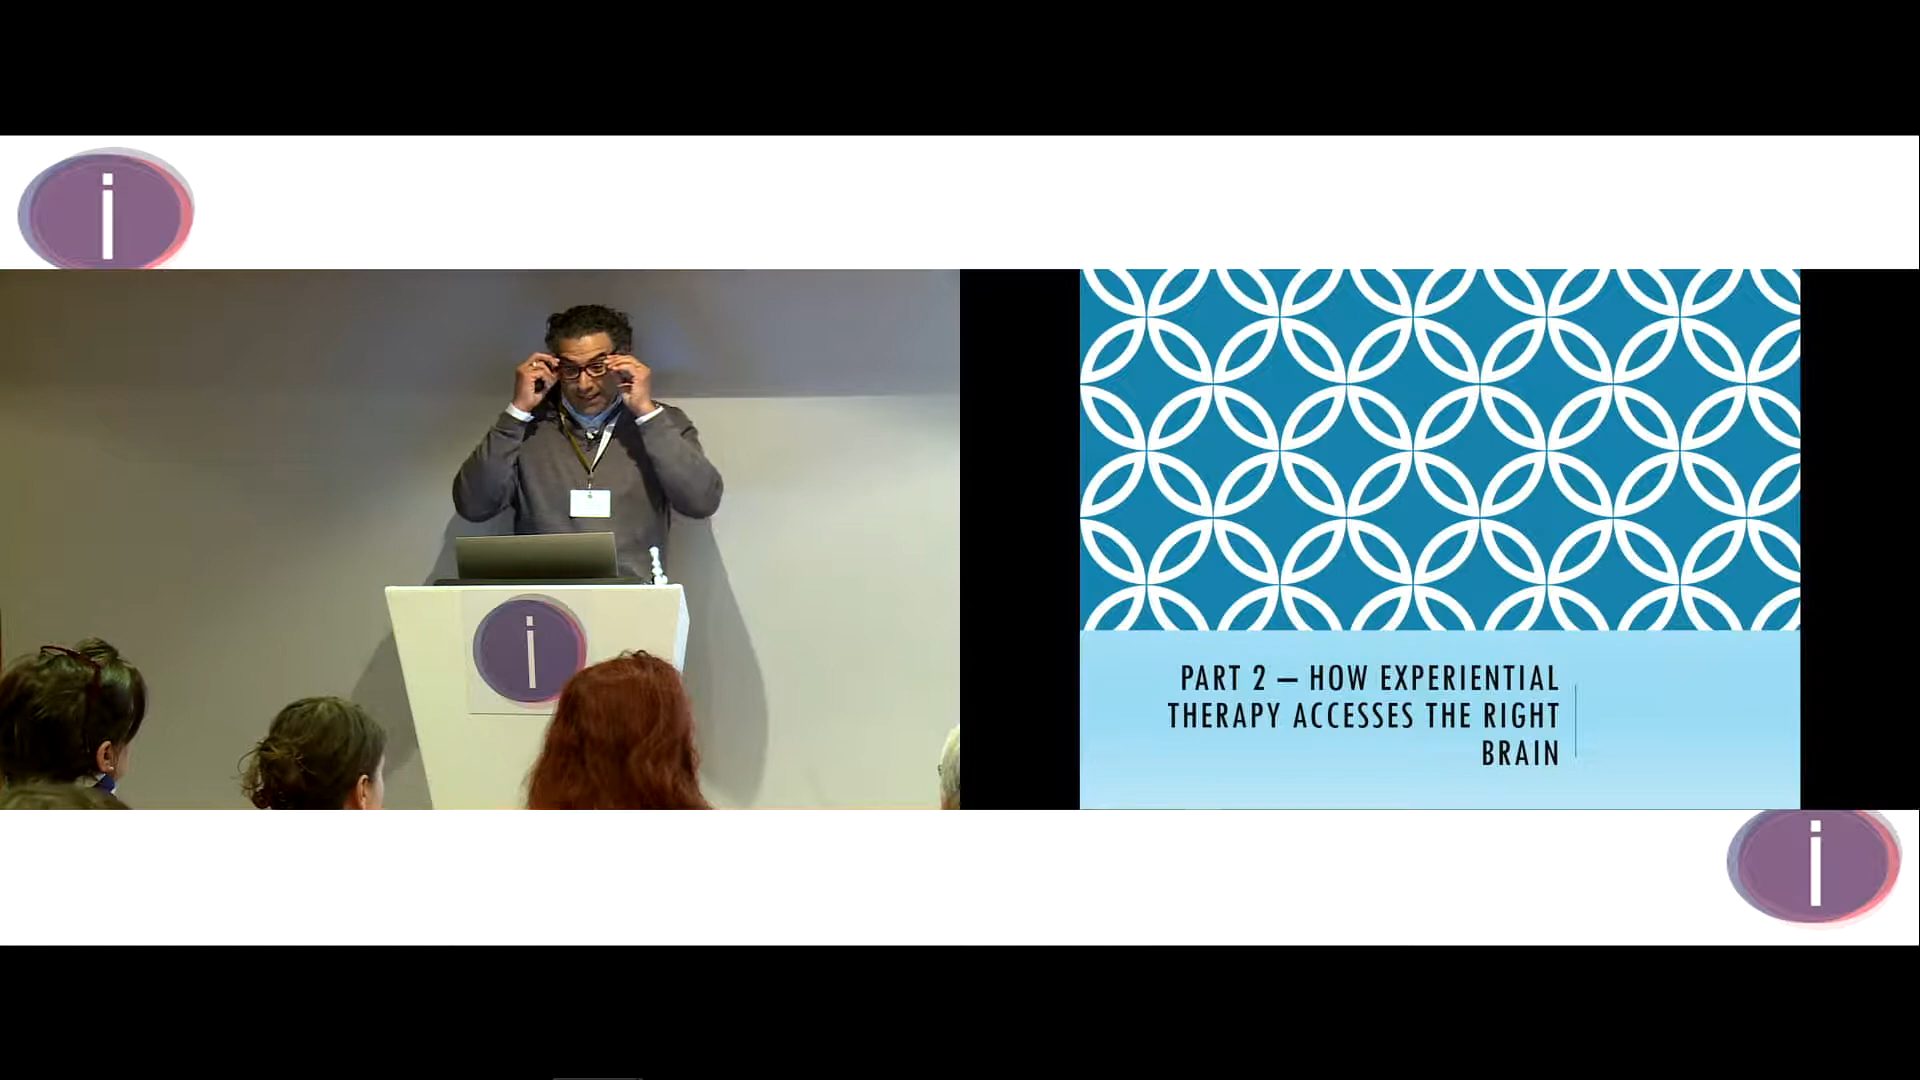 i
i
PART 2 – HOW EXPERIENTIAL
THERAPY ACCESSES THE RIGHT
BRAIN
i